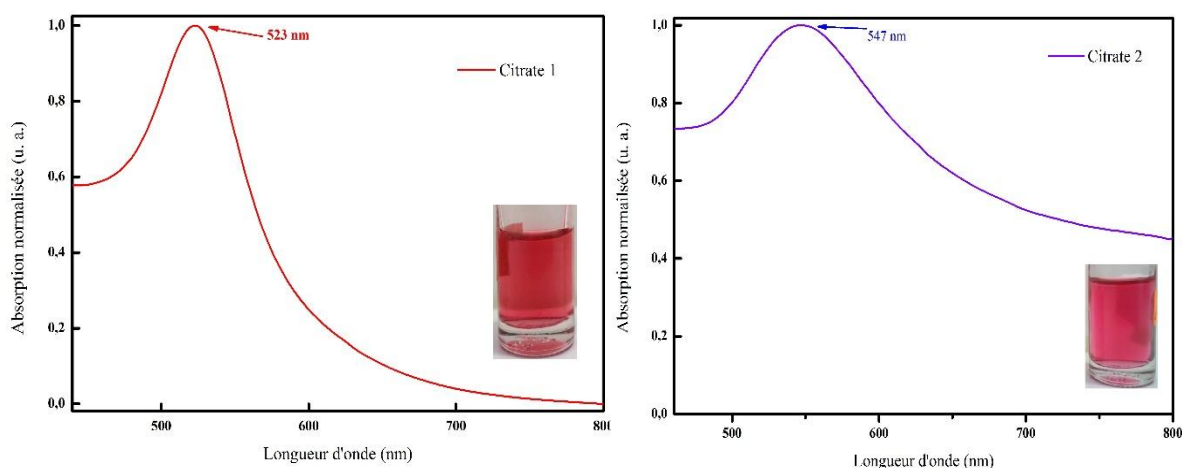 1,0
0,8
0,6
0,4
0,2
0,0
Absorption normalisée (u. a.)
523 nm
Citrate 1
500
600
700
800
Longueur d'onde (nm)
1,0
0,8
0,6
0,4
0,2
0,0
Absorption normailsée (u. a.)
547 nm
Citrate 2
500
600
700
800
Longueur d'onde (nm)